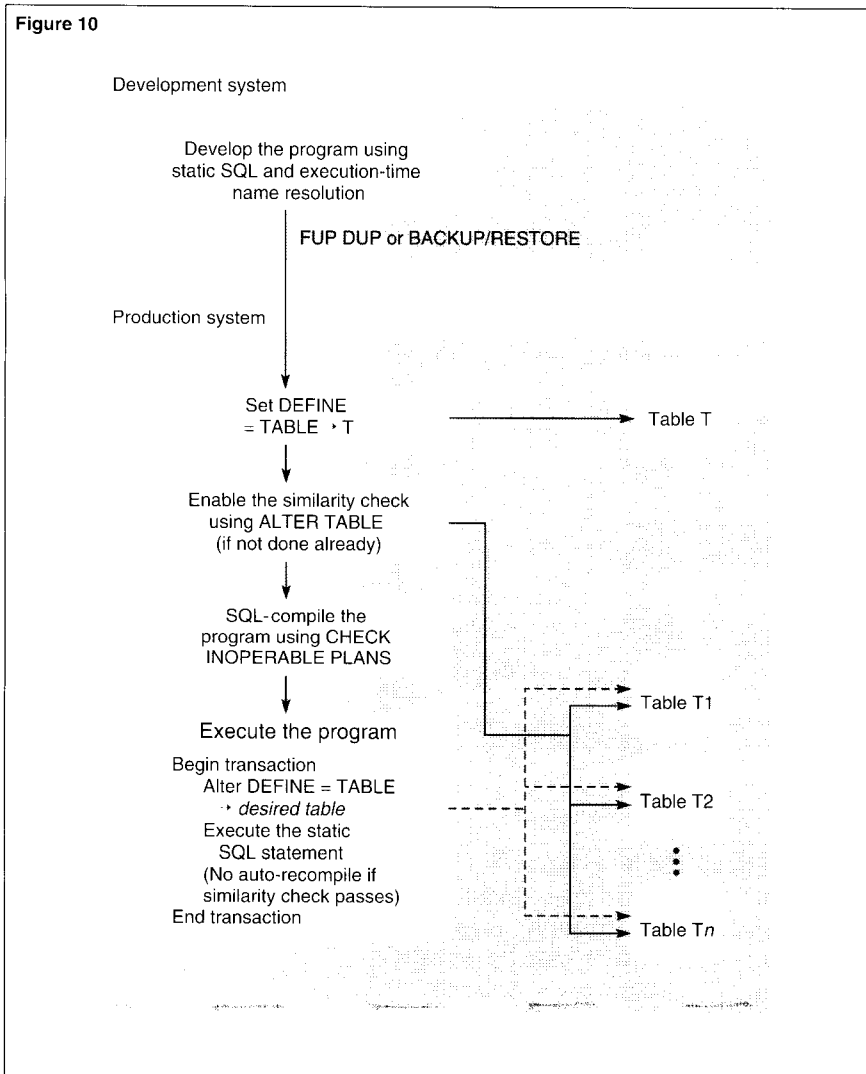 Figure 10
Development system
Develop the program using
static SQL and execution-time
name resolution
FUP DUP or BACKUP/RESTORE
Production system
Set DEFINE
= TABLE → T
Table T
Enable the similarity check
using ALTER TABLE
(if not done already)
SQL-compile the
program using CHECK
INOPERABLE PLANS
Table T1
Execute the program
Begin transaction
Alter DEFINE = TABLE
→ desired table
Table T2
Execute the static
SQL statement
(No auto-recompile if
similarity check passes)
End transaction
Table Tn